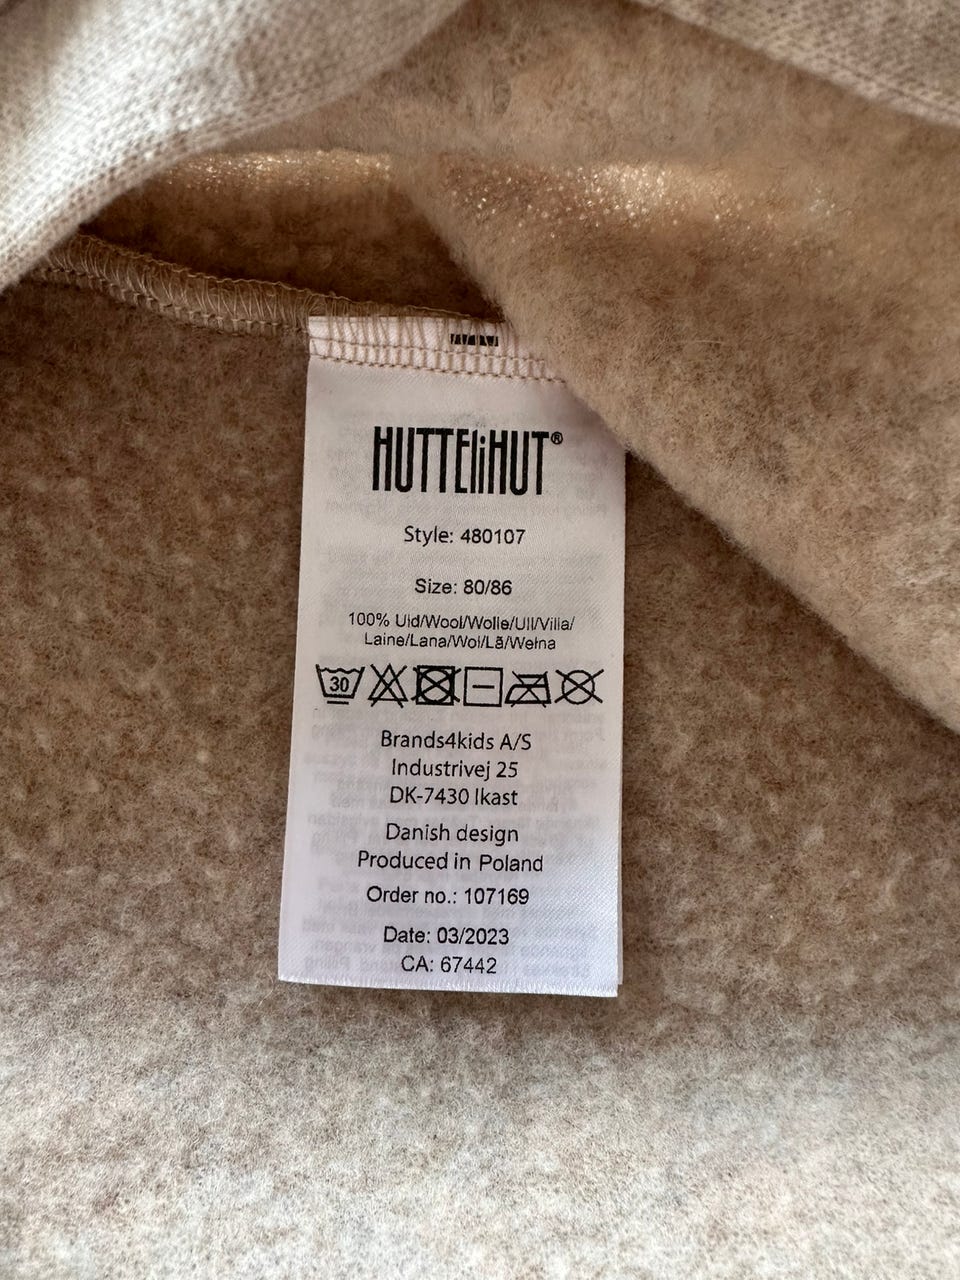 HUTTELiHUT®
Style: 480107
Size: 80/86
100% Uld/Wool/Wolle/Ull/Villa/
Laine/Lana/Wol/Lã/Wełna
30
Brands4kids A/S
Industrivej 25
DK-7430 Ikast
Danish design
Produced in Poland
Order no.: 107169
Date: 03/2023
CA: 67442